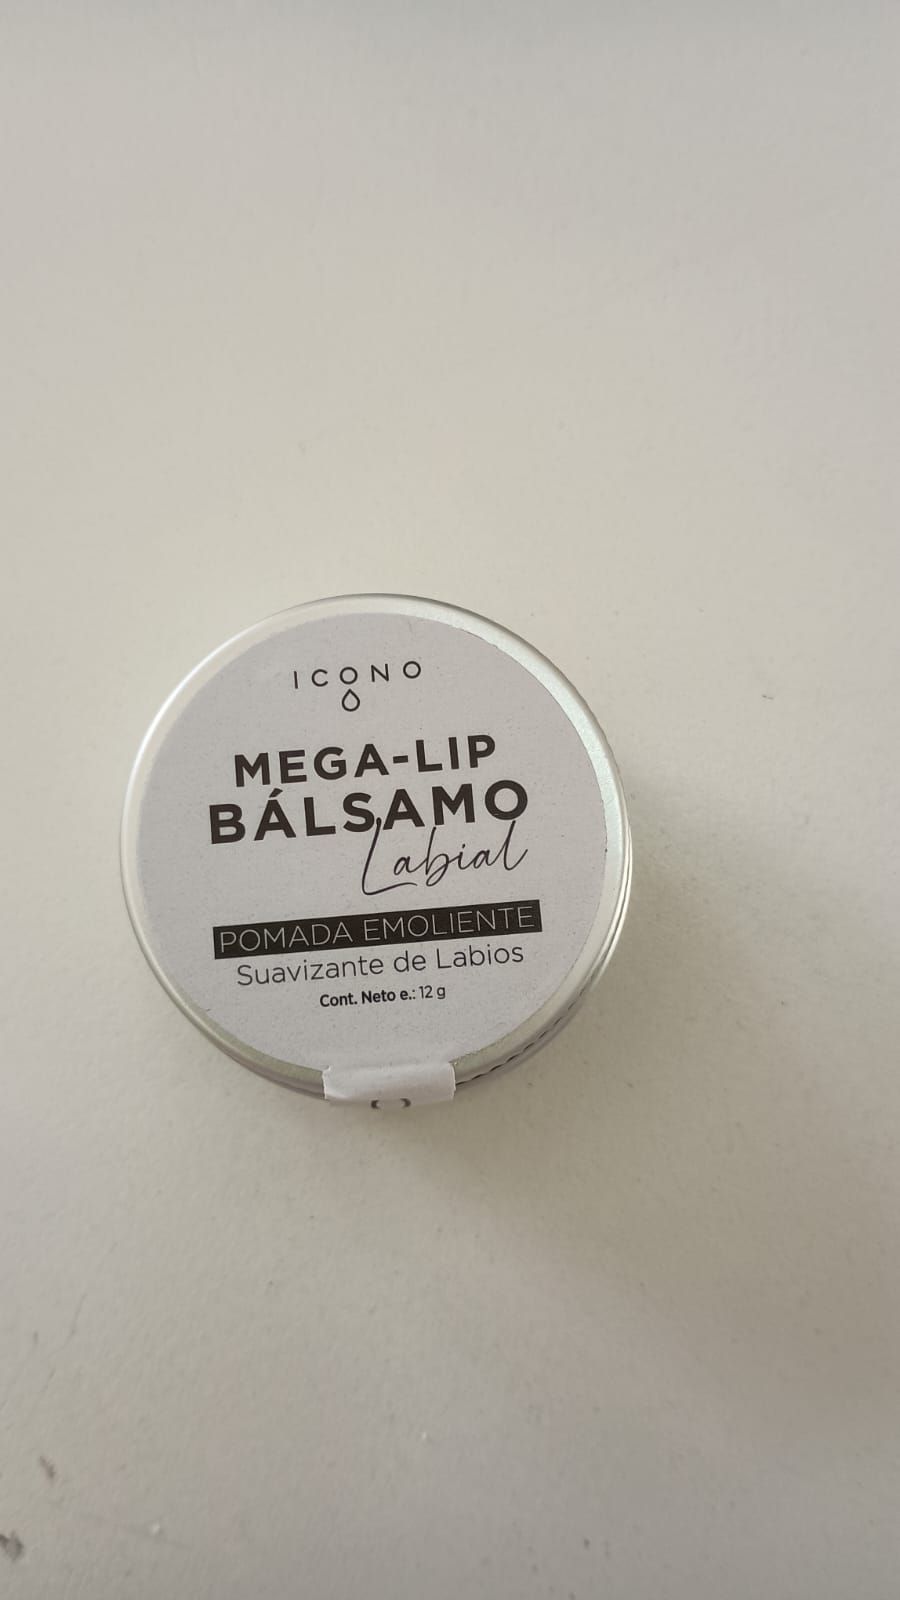 ICONO
MEGA-LIP
BÁLSAMO
Labial
POMADA EMOLIENTE
Suavizante de Labios
Cont. Neto e.: 12 g